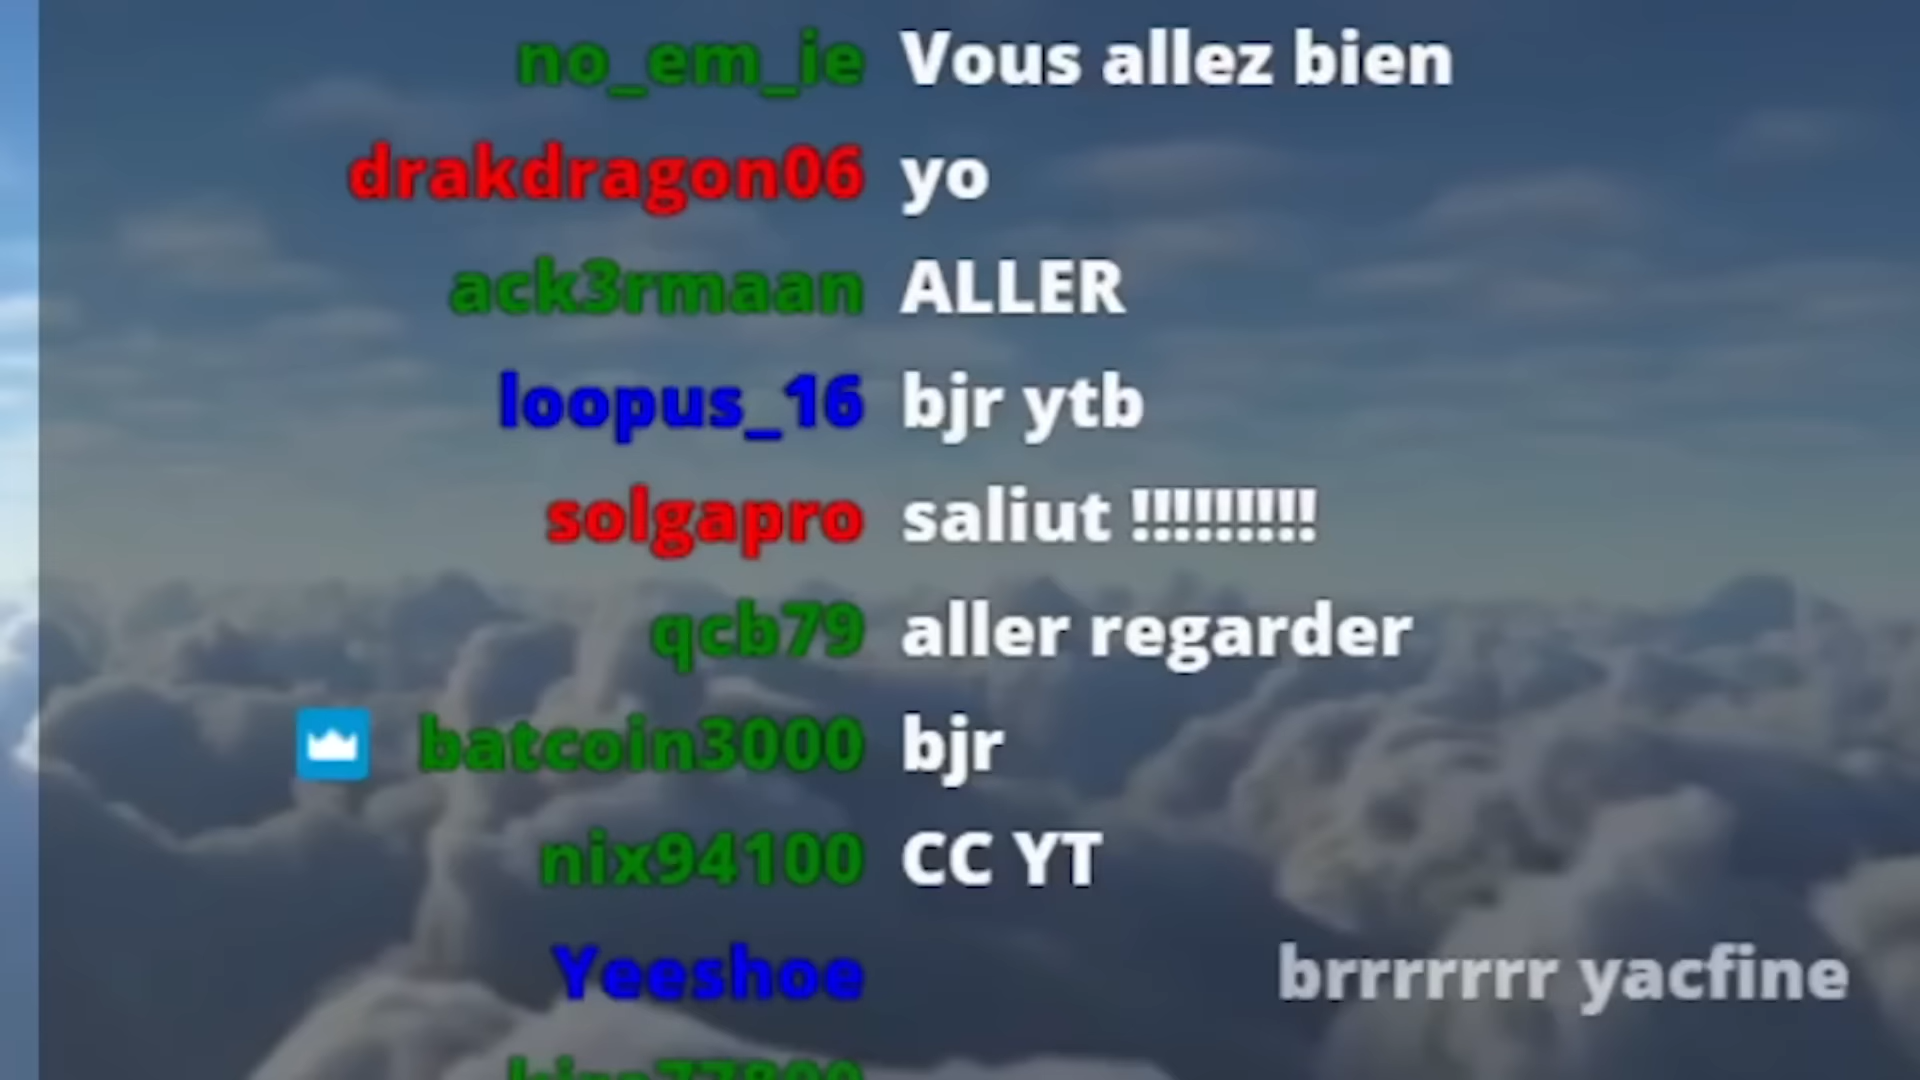 no_em_ie Vous allez bien
drakdragon06 yo
ack3rmaan ALLER
loopus_16 bjr ytb
solgapro saliut !!!!!!!!!
qcb79 aller regarder
batcoin3000 bjr
nix94100 CC YT
Yeeshoe brrrrrrr yacfine